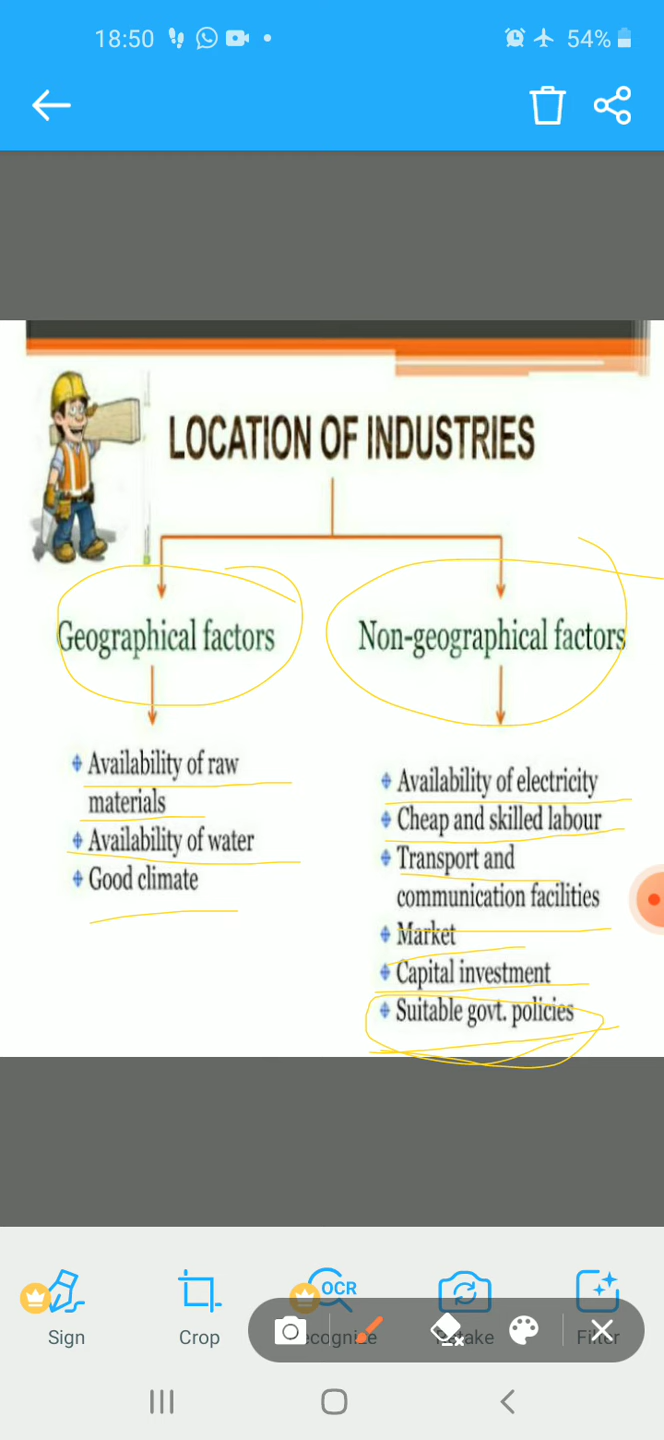 18:50
54%
LOCATION OF INDUSTRIES
Geographical factors
Non-geographical factors
Availability of raw
materials
Availability of water
Good climate
Availability of electricity
Cheap and skilled labour
Transport and
communication facilities
Market
Capital investment
Suitable govt. policies
OCR
Sign
Crop
Filter